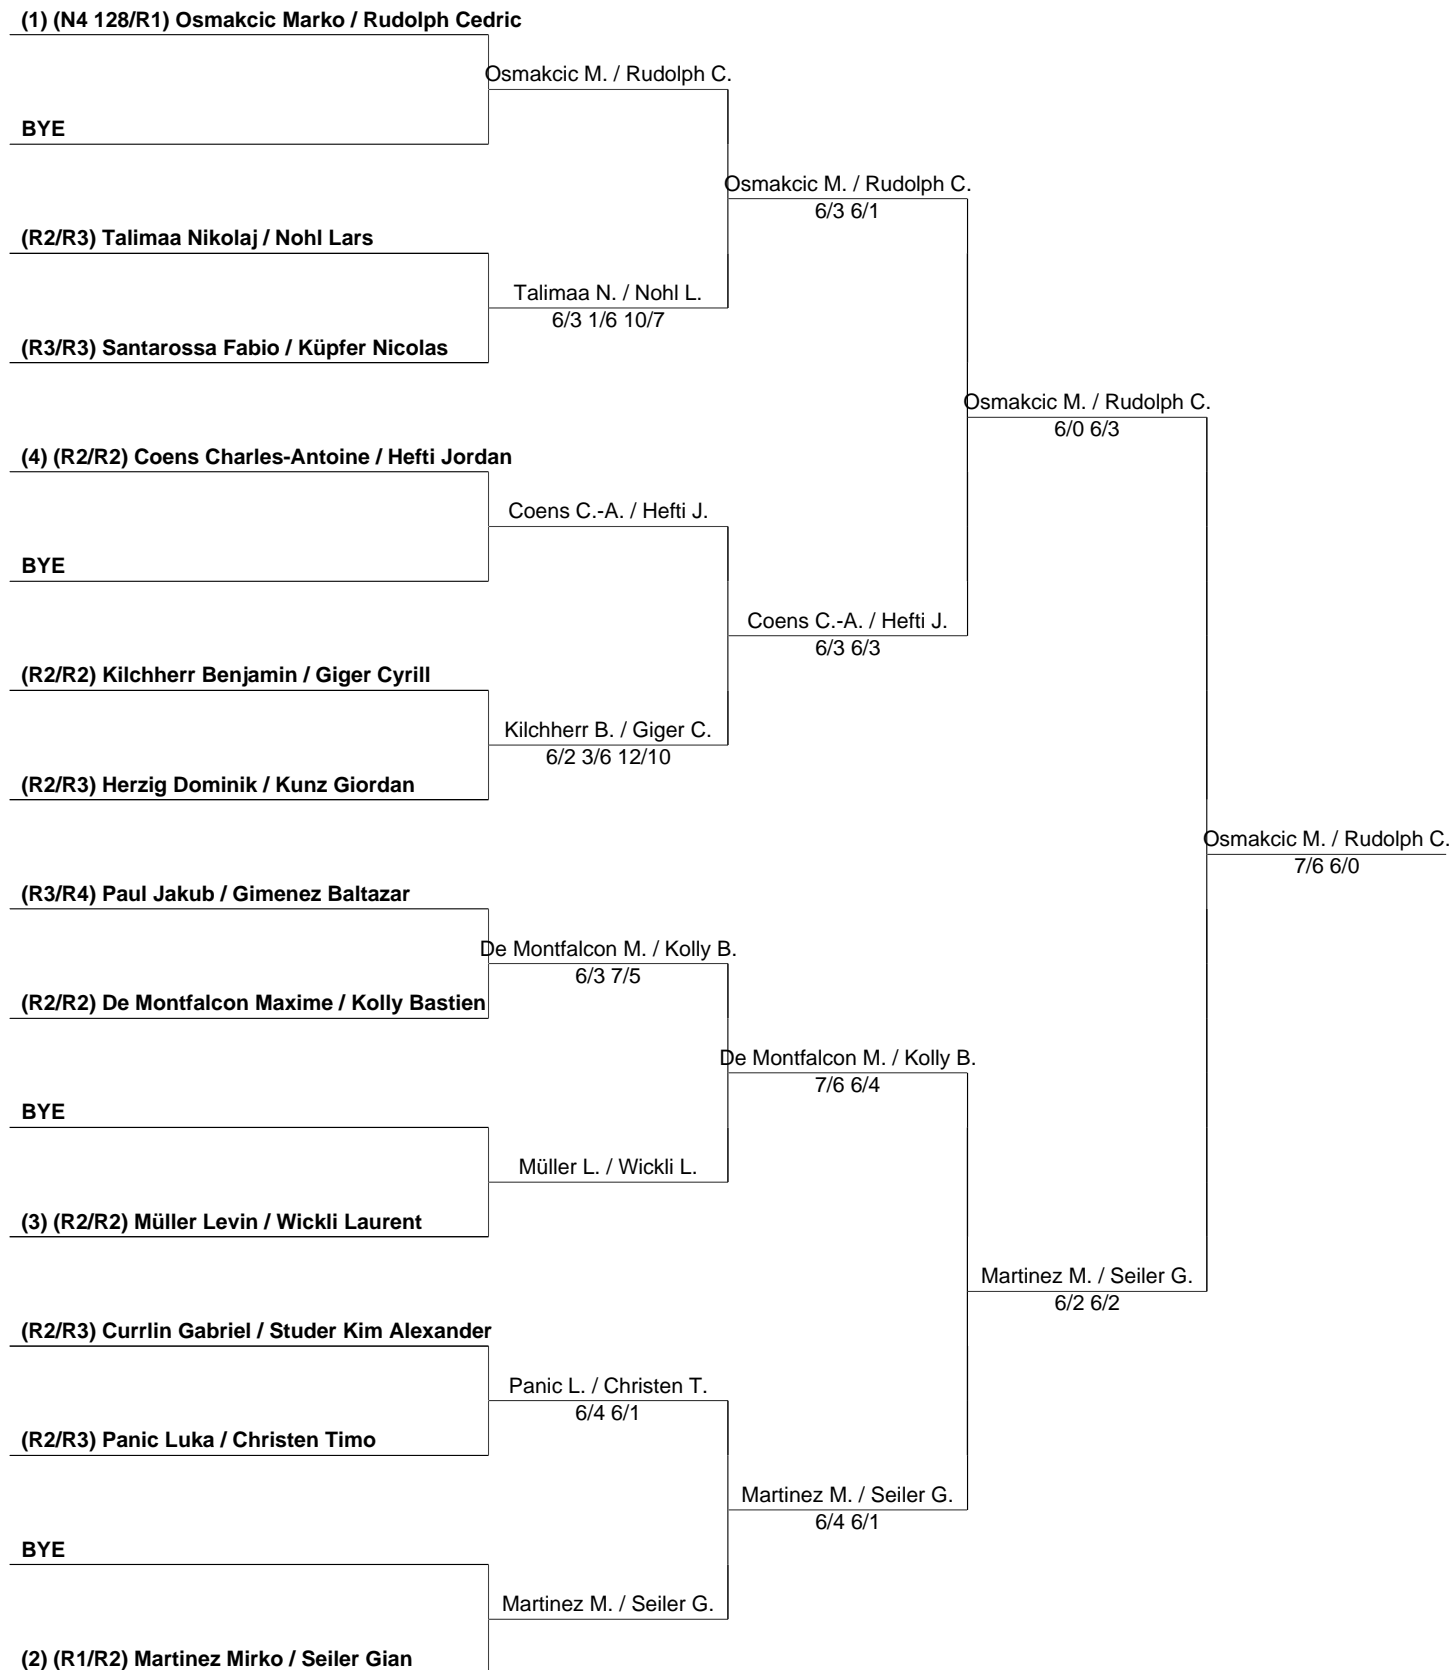 (1) (N4 128/R1) Osmakcic Marko / Rudolph Cedric
Osmakcic M. / Rudolph C.
BYE
Osmakcic M. / Rudolph C.
6/3 6/1
(R2/R3) Talimaa Nikolaj / Nohl Lars
Talimaa N. / Nohl L.
6/3 1/6 10/7
(R3/R3) Santarossa Fabio / Küpfer Nicolas
Osmakcic M. / Rudolph C.
6/0 6/3
(4) (R2/R2) Coens Charles-Antoine / Hefti Jordan
Coens C.-A. / Hefti J.
BYE
Coens C.-A. / Hefti J.
6/3 6/3
(R2/R2) Kilchherr Benjamin / Giger Cyrill
Kilchherr B. / Giger C.
6/2 3/6 12/10
(R2/R3) Herzig Dominik / Kunz Giordan
Osmakcic M. / Rudolph C.
7/6 6/0
(R3/R4) Paul Jakub / Gimenez Baltazar
De Montfalcon M. / Kolly B.
6/3 7/5
(R2/R2) De Montfalcon Maxime / Kolly Bastien
De Montfalcon M. / Kolly B.
7/6 6/4
BYE
Müller L. / Wickli L.
(3) (R2/R2) Müller Levin / Wickli Laurent
Martinez M. / Seiler G.
6/2 6/2
(R2/R3) Currlin Gabriel / Studer Kim Alexander
Panic L. / Christen T.
6/4 6/1
(R2/R3) Panic Luka / Christen Timo
Martinez M. / Seiler G.
6/4 6/1
BYE
Martinez M. / Seiler G.
(2) (R1/R2) Martinez Mirko / Seiler Gian